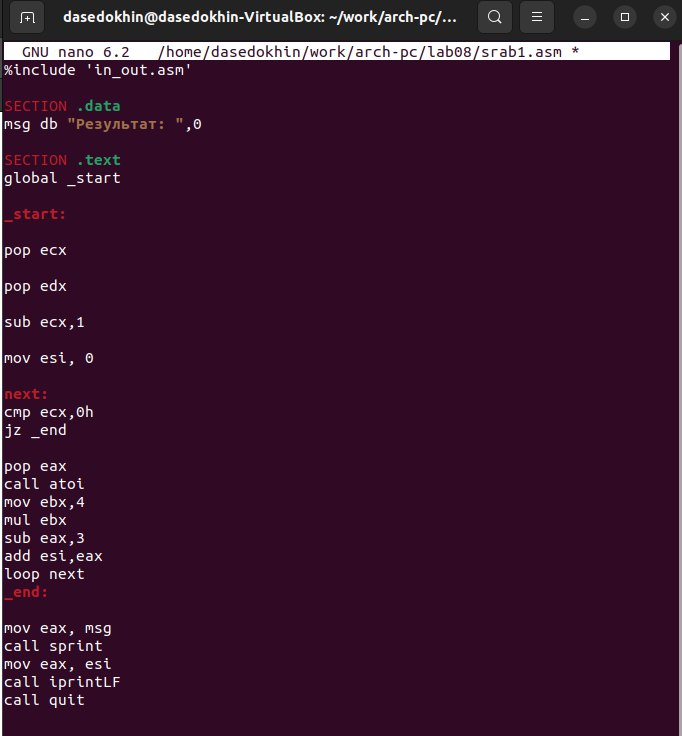 dasedokhin@dasedokhin-VirtualBox: ~/work/arch-pc/...
GNU nano 6.2 /home/dasedokhin/work/arch-pc/lab08/srab1.asm *
%include 'in_out.asm'
SECTION .data
msg db "Результат: ",0
SECTION .text
global _start
_start:
pop ecx
pop edx
sub ecx,1
mov esi, 0
next:
cmp ecx,0h
jz _end
pop eax
call atoi
mov ebx,4
mul ebx
sub eax,3
add esi,eax
loop next
_end:
mov eax, msg
call sprint
mov eax, esi
call iprintLF
call quit